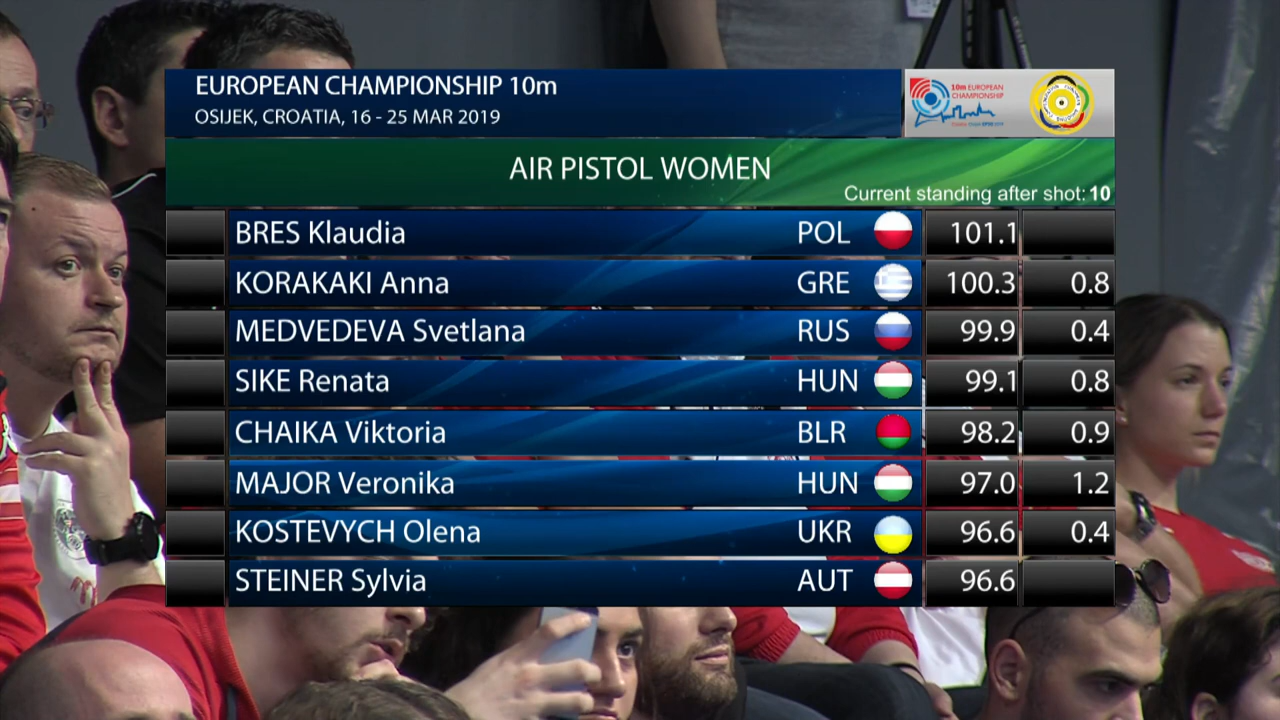 EUROPEAN CHAMPIONSHIP 10m
OSIJEK, CROATIA, 16 - 25 MAR 2019
10m EUROPEAN
CHAMPIONSHIP
AIR PISTOL WOMEN
Current standing after shot: 10
BRES Klaudia POL 101.1
KORAKAKI Anna GRE 100.3 0.8
MEDVEDEVA Svetlana RUS 99.9 0.4
SIKE Renata HUN 99.1 0.8
CHAIKA Viktoria BLR 98.2 0.9
MAJOR Veronika HUN 97.0 1.2
KOSTEVYCH Olena UKR 96.6 0.4
STEINER Sylvia AUT 96.6